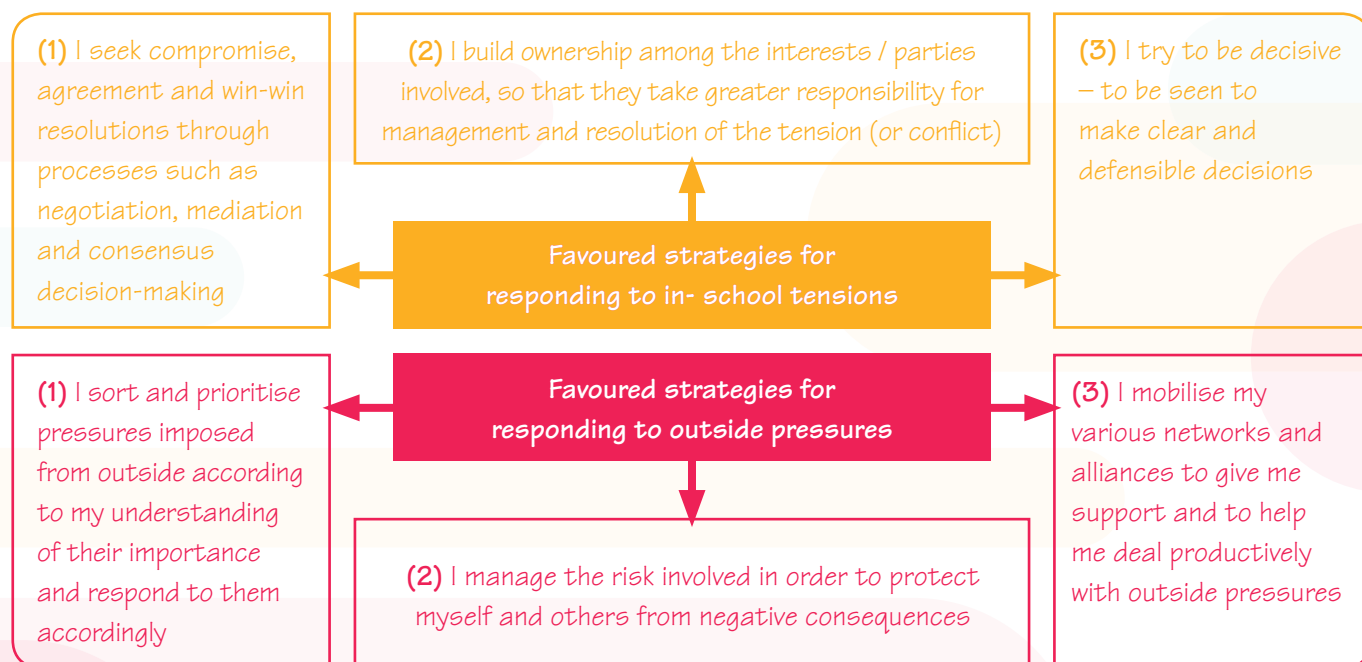 (1) I seek compromise,
agreement and win-win
resolutions through
processes such as
negotiation, mediation
and consensus
decision-making
(2) I build ownership among the interests / parties
involved, so that they take greater responsibility for
management and resolution of the tension (or conflict)
(3) I try to be decisive
– to be seen to
make clear and
defensible decisions
Favoured strategies for
responding to in- school tensions
Favoured strategies for
responding to outside pressures
(1) I sort and prioritise
pressures imposed
from outside according
to my understanding
of their importance
and respond to them
accordingly
(2) I manage the risk involved in order to protect
myself and others from negative consequences
(3) I mobilise my
various networks and
alliances to give me
support and to help
me deal productively
with outside pressures